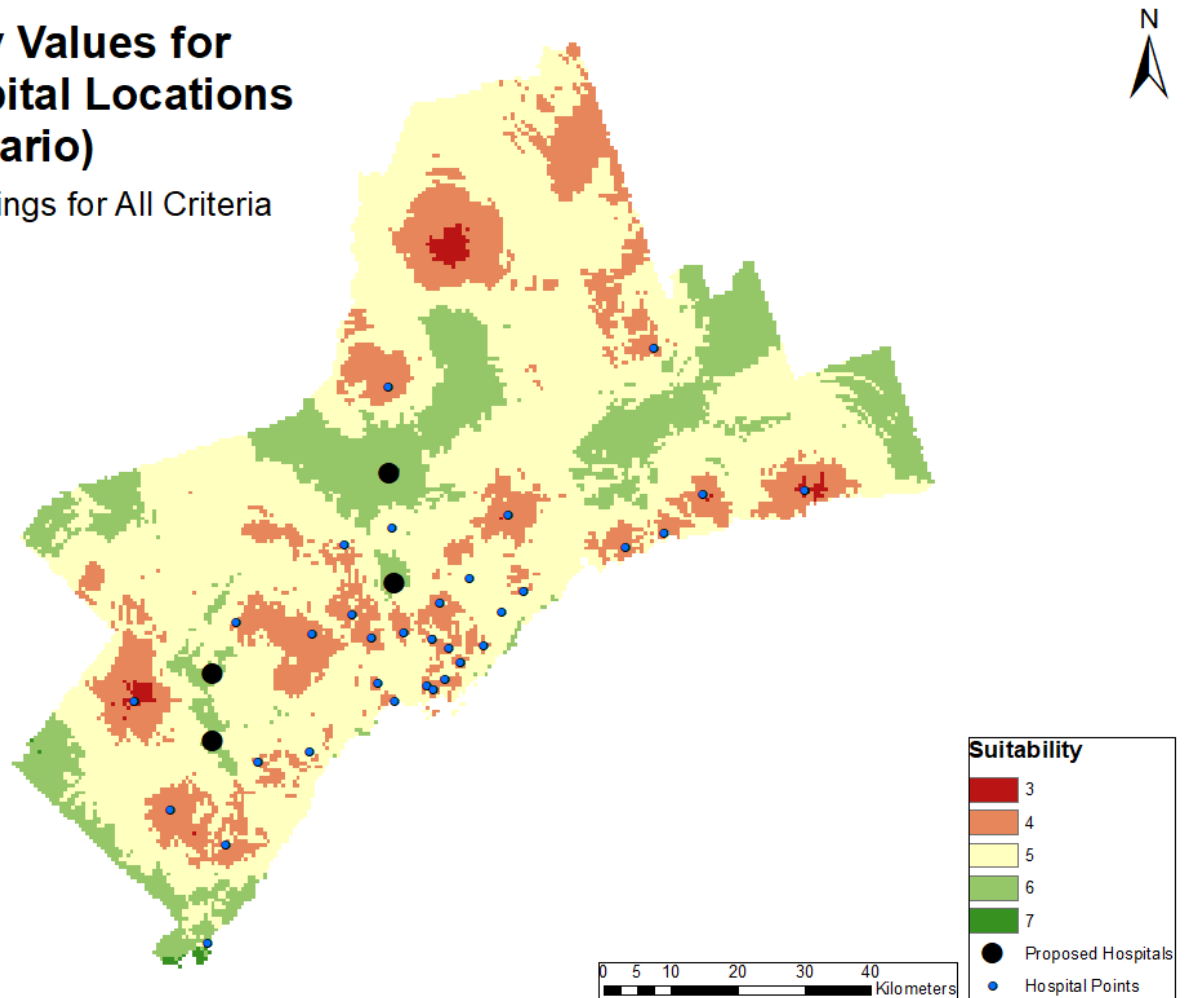 y Values for
pital Locations
ario)
ings for All Criteria
N
Suitability
3
4
5
6
7
Proposed Hospitals
Hospital Points
0 5 10 20 30 40
Kilometers